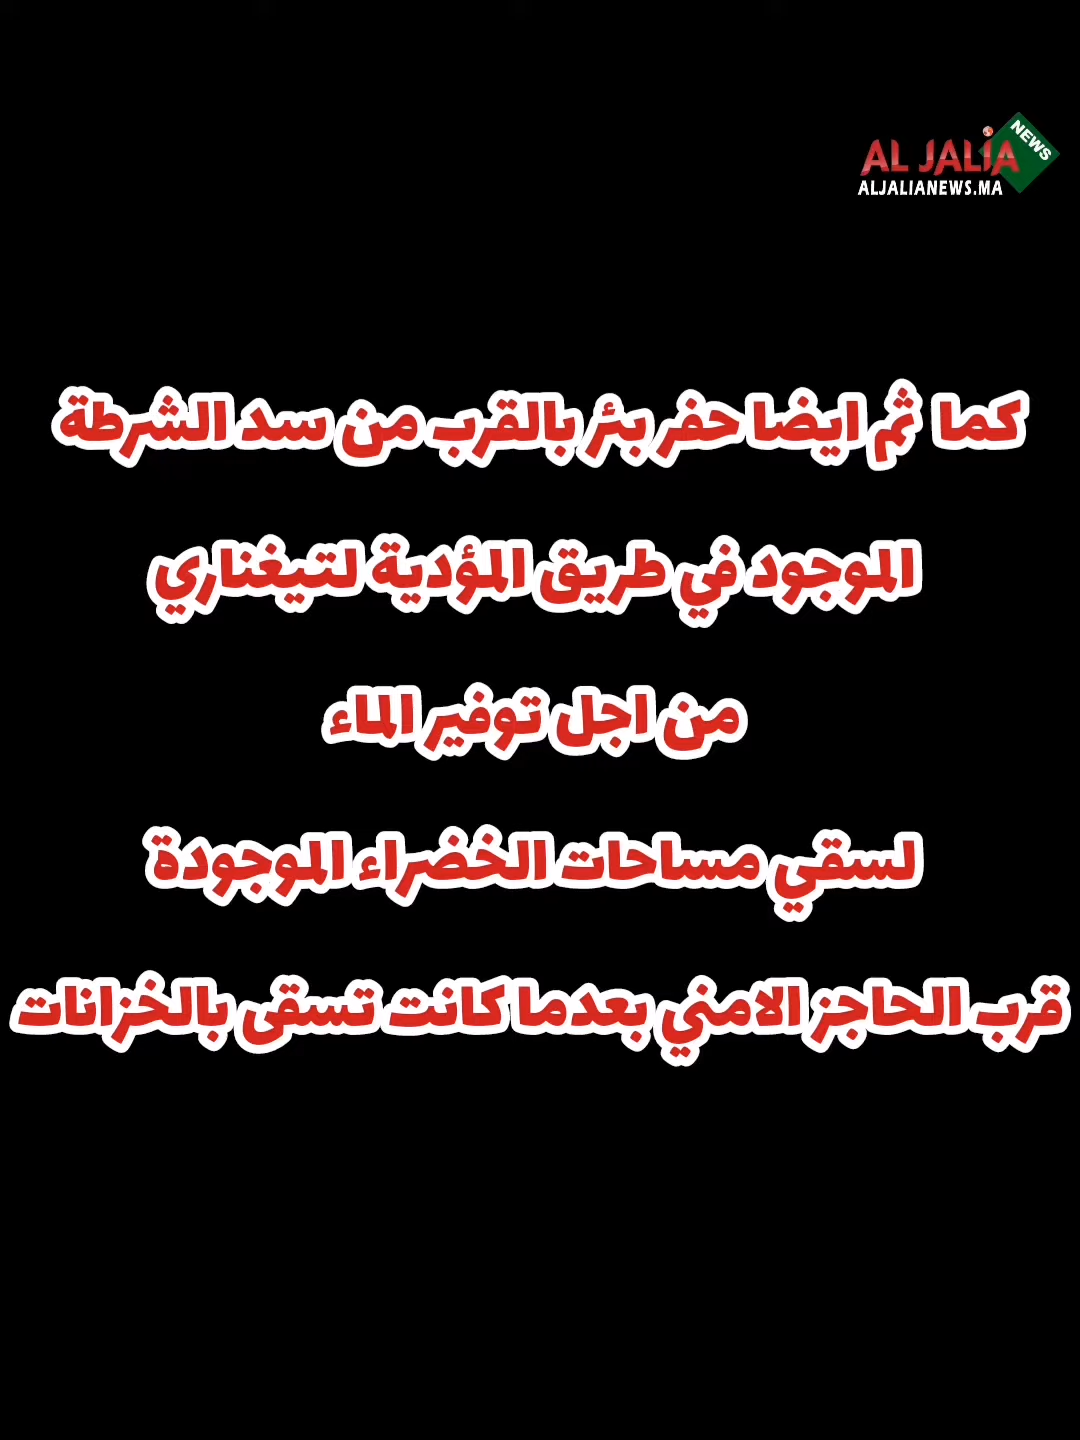 AL JALIA NEWS
ALJALIANEWS.MA
كما ثم ايضا حفر بئر بالقرب من سد الشرطة
الموجود في طريق المؤدية لتيغناري
من اجل توفير الماء
لسقي مساحات الخضراء الموجودة
قرب الحاجز الامني بعدما كانت تسقى بالخزانات